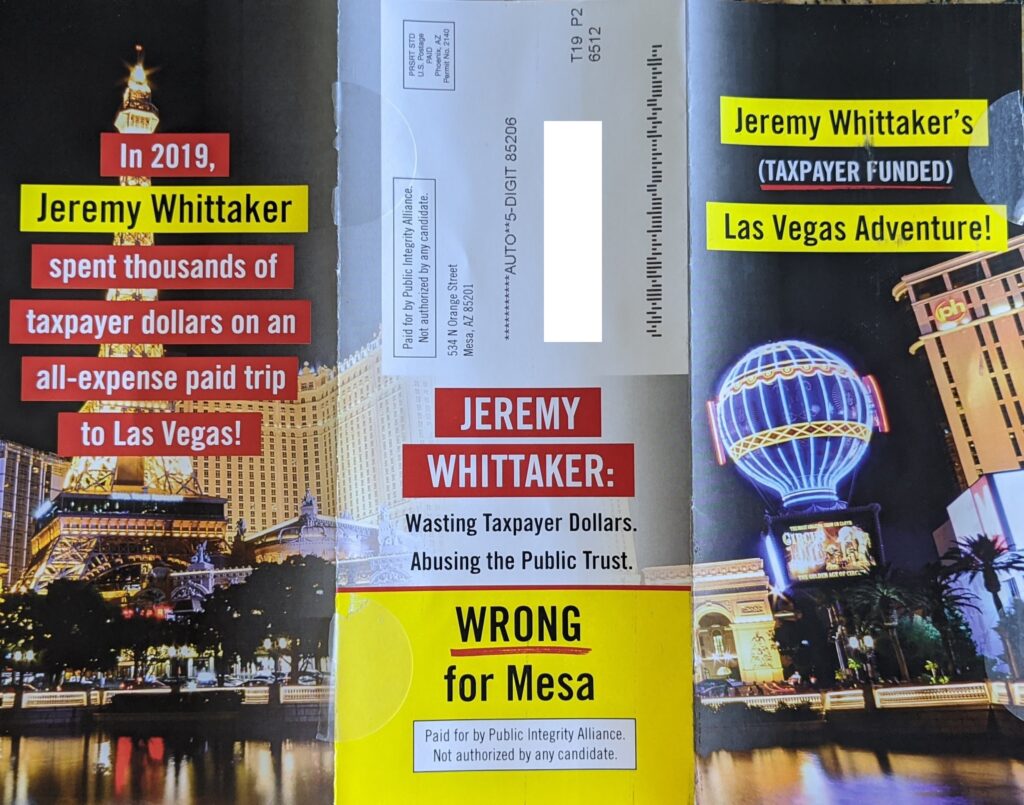 In 2019,
Jeremy Whittaker
spent thousands of
taxpayer dollars on an
all-expense paid trip
to Las Vegas!
PRSRT STD
U.S. Postage
PAID
Phoenix, AZ
Permit No. 2140
Paid for by Public Integrity Alliance.
Not authorized by any candidate.
534 N Orange Street
Mesa, AZ 85201
***********AUTO**5-DIGIT 85206
T19 P2
6512
JEREMY
WHITTAKER:
Wasting Taxpayer Dollars.
Abusing the Public Trust.
WRONG
for Mesa
Paid for by Public Integrity Alliance.
Not authorized by any candidate.
Jeremy Whittaker's
(TAXPAYER FUNDED)
Las Vegas Adventure!
ph